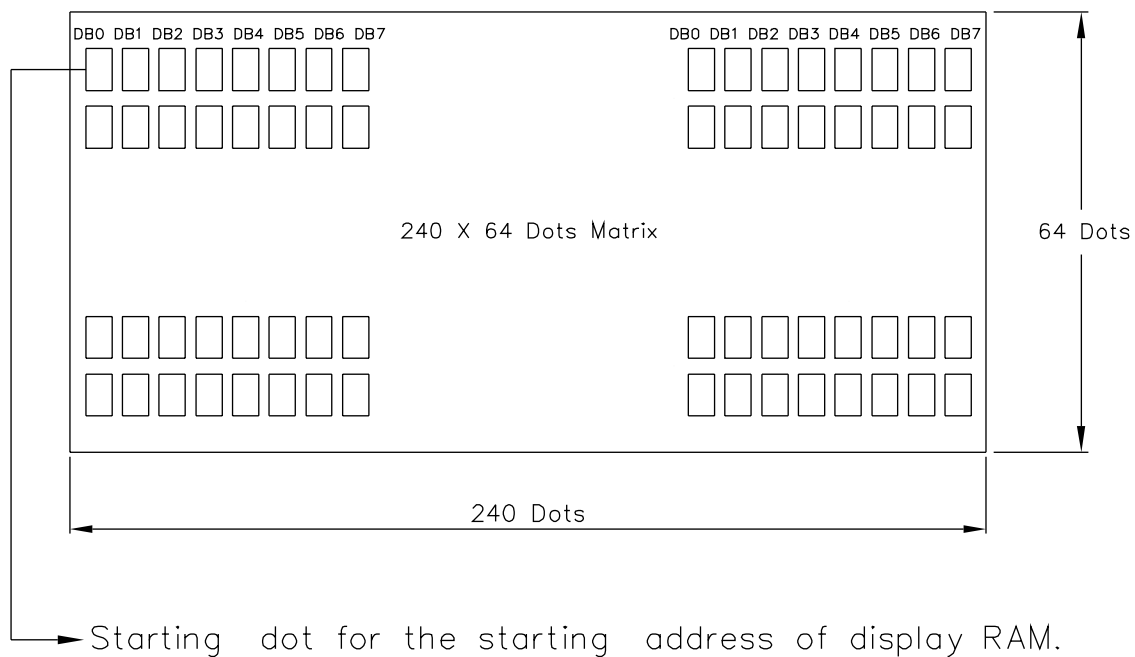 DB0 DB1 DB2 DB3 DB4 DB5 DB6 DB7 DB0 DB1 DB2 DB3 DB4 DB5 DB6 DB7
240 X 64 Dots Matrix
64 Dots
240 Dots
Starting dot for the starting address of display RAM.